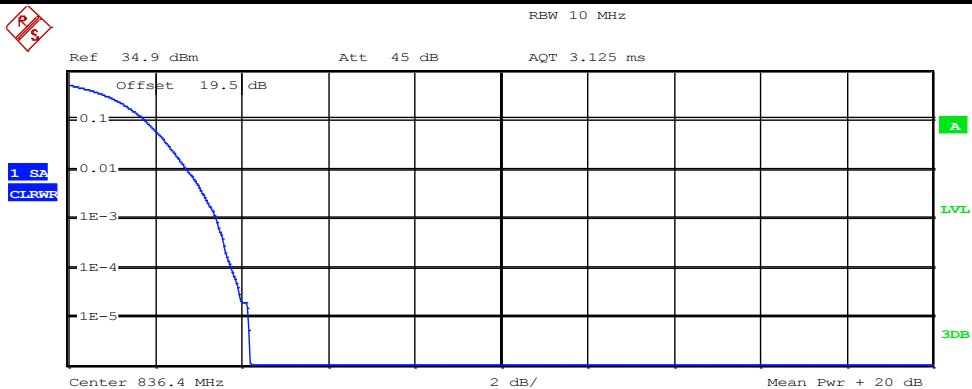 RBW 10 MHz
R
S
Ref 34.9 dBm Att 45 dB AQT 3.125 ms
Offset 19.5 dB
0.1
A
0.01
1 SA
CLRWR
1E-3
LVL
1E-4
1E-5
3DB
Center 836.4 MHz 2 dB/ Mean Pwr + 20 dB